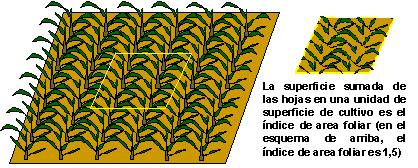 La superficie sumada de
las hojas en una unidad de
superficie de cultivo es el
índice de area foliar (en el
esquema de arriba, el
índice de area foliar es 1,5)